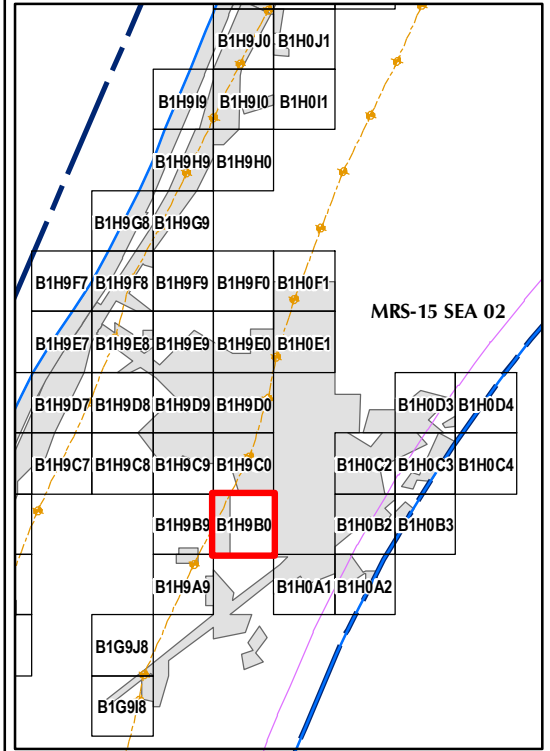 B1H9J0 B1H0J1
B1H9I9 B1H9I0 B1H0I1
B1H9H9 B1H9H0
B1H9G8 B1H9G9
B1H9F7 B1H9F8 B1H9F9 B1H9F0 B1H0F1
MRS-15 SEA 02
B1H9E7 B1H9E8 B1H9E9 B1H9E0 B1H0E1
B1H9D7 B1H9D8 B1H9D9 B1H9D0 B1H0D3 B1H0D4
B1H9C7 B1H9C8 B1H9C9 B1H9C0 B1H0C2 B1H0C3 B1H0C4
B1H9B9 B1H9B0 B1H0B2 B1H0B3
B1H9A9 B1H0A1 B1H0A2
B1G9J8
B1G9I8